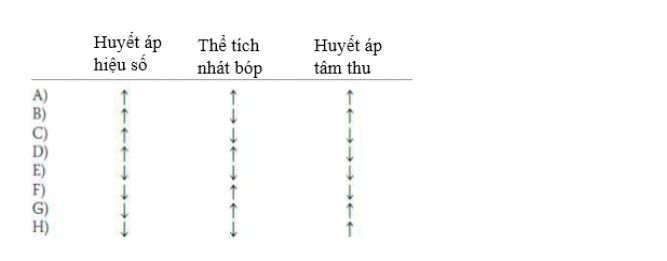 Huyết áp hiệu số Thể tích nhát bóp Huyết áp tâm thu
A) ↑ ↑ ↑
B) ↑ ↓ ↑
C) ↑ ↓ ↓
D) ↑ ↑ ↓
E) ↓ ↓ ↓
F) ↓ ↑ ↓
G) ↓ ↑ ↑
H) ↓ ↓ ↑